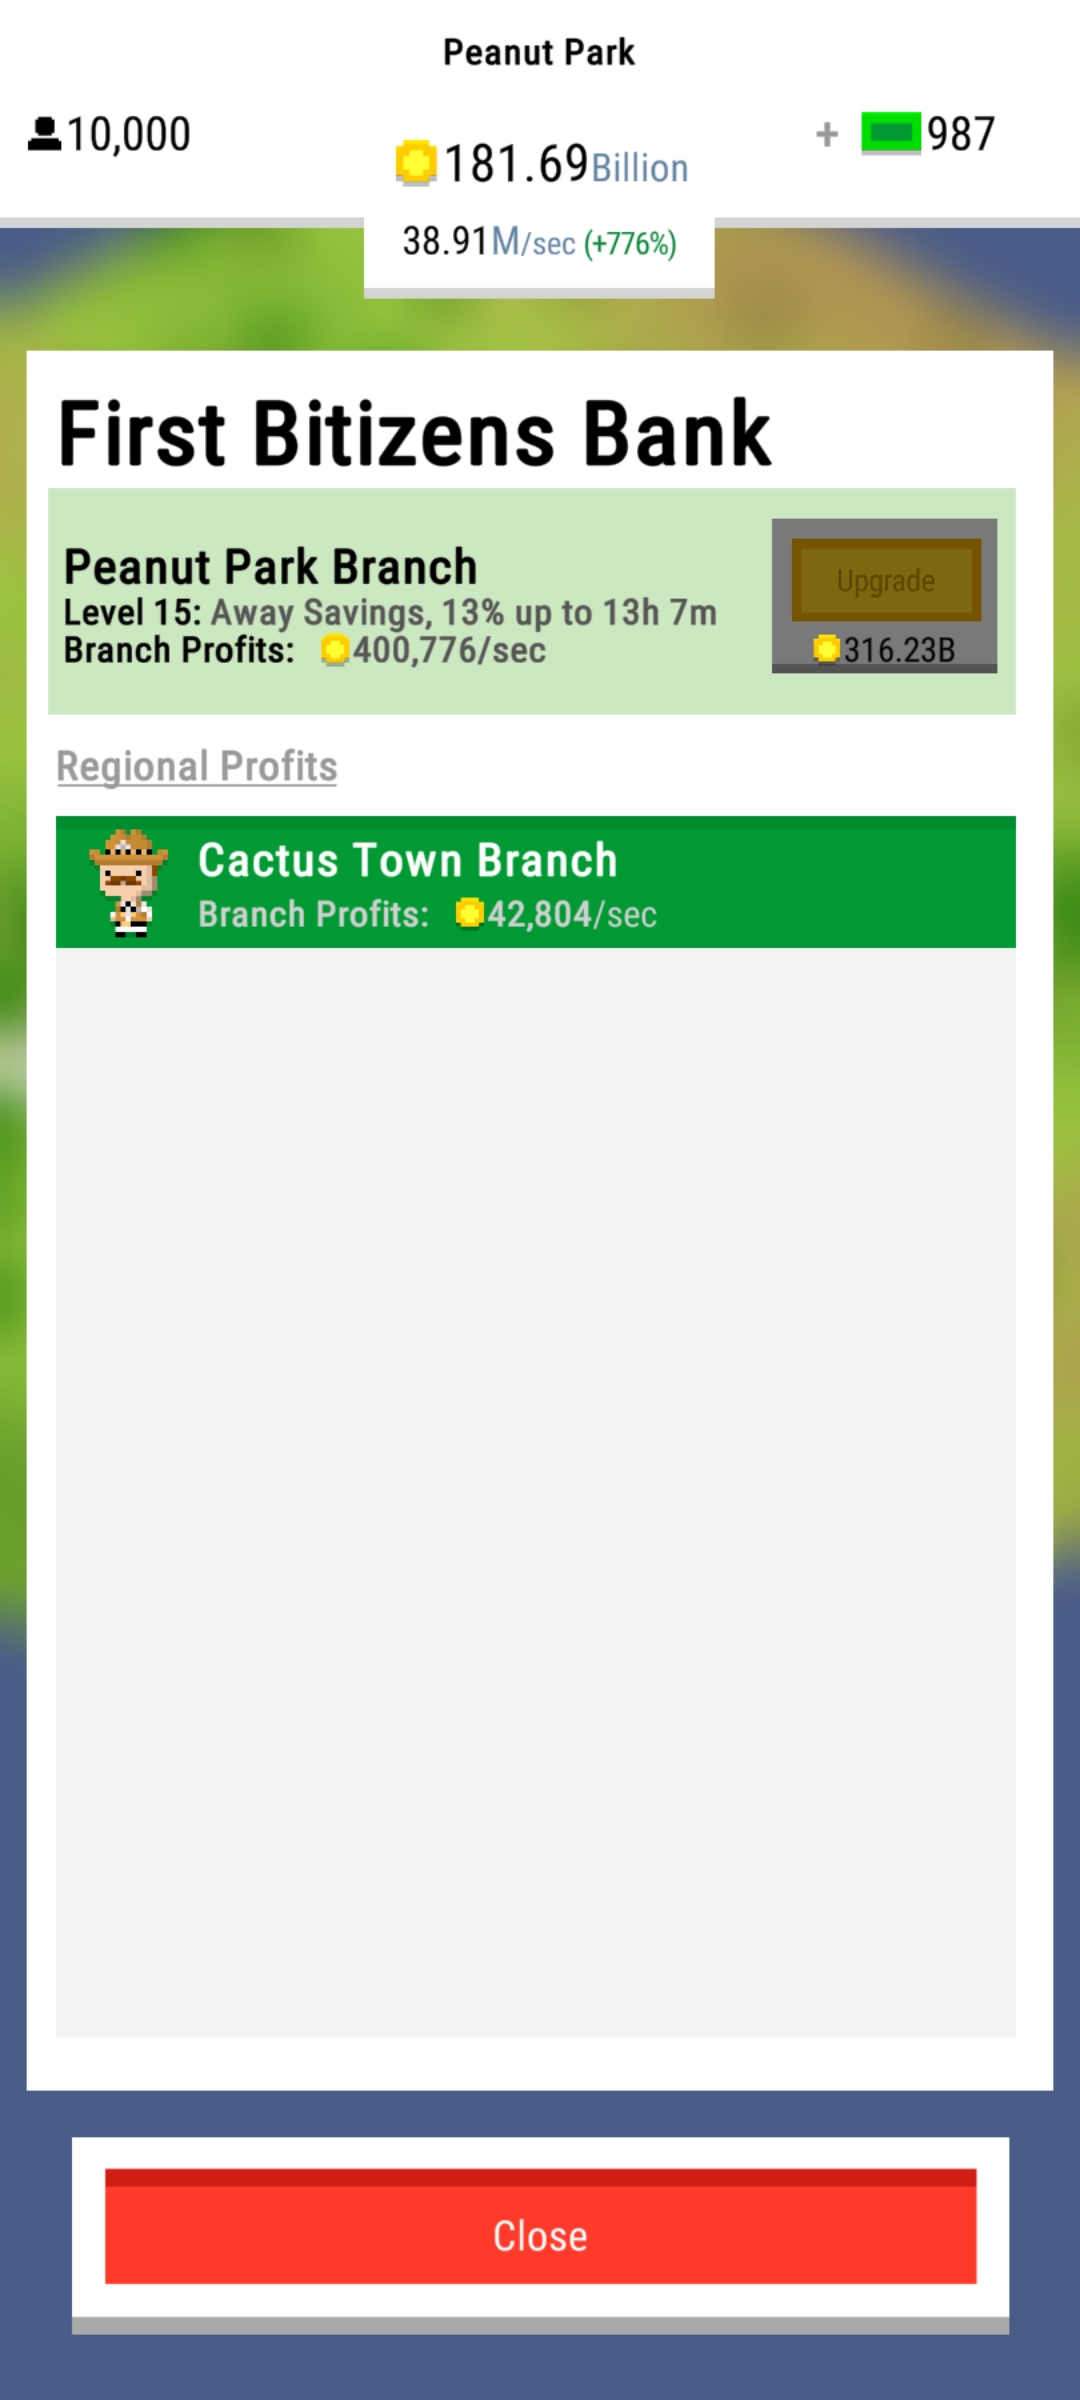 Peanut Park
10,000
181.69Billion
+ 987
38.91M/sec (+776%)
First Bitizens Bank
Peanut Park Branch
Level 15: Away Savings, 13% up to 13h 7m
Branch Profits: 400,776/sec
Upgrade
316.23B
Regional Profits
Cactus Town Branch
Branch Profits: 42,804/sec
Close